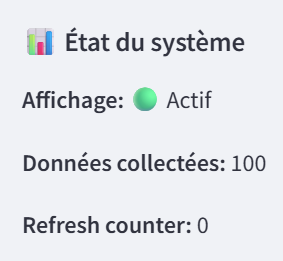 État du système
Affichage: Actif
Données collectées: 100
Refresh counter: 0